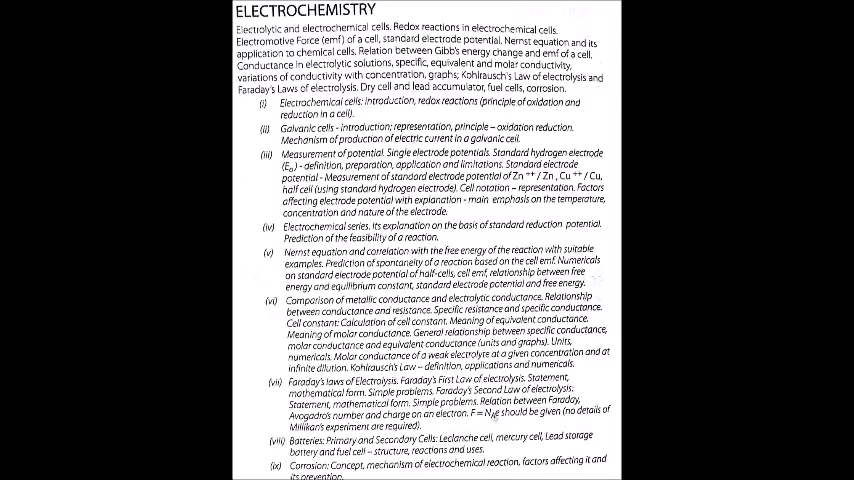 ELECTROCHEMISTRY
Electrolytic and electrochemical cells. Redox reactions in electrochemical cells.
Electromotive Force (emf) of a cell, standard electrode potential, Nernst equation and its
application to chemical cells. Relation between Gibb's energy change and emf of a cell.
Conductance in electrolytic solutions, specific, equivalent and molar conductivity,
variations of conductivity with concentration, graphs; Kohlrausch's Law of electrolysis and
Faraday's Laws of electrolysis. Dry cell and lead accumulator, fuel cells, corrosion.
(i) Electrochemical cells: introduction, redox reactions (principle of oxidation and
reduction in a cell).
(ii) Galvanic cells - introduction; representation, principle – oxidation reduction.
Mechanism of production of electric current in a galvanic cell.
(iii) Measurement of potential. Single electrode potentials. Standard hydrogen electrode
(E₀) - definition, preparation, application and limitations. Standard electrode
potential - Measurement of standard electrode potential of Zn ⁺⁺ / Zn , Cu ⁺⁺ / Cu,
half cell (using standard hydrogen electrode). Cell notation – representation. Factors
affecting electrode potential with explanation - main emphasis on the temperature,
concentration and nature of the electrode.
(iv) Electrochemical series. Its explanation on the basis of standard reduction potential.
Prediction of the feasibility of a reaction.
(v) Nernst equation and correlation with the free energy of the reaction with suitable
examples. Prediction of spontaneity of a reaction based on the cell emf. Numericals
on standard electrode potential of half-cells, cell emf, relationship between free
energy and equilibrium constant, standard electrode potential and free energy.
(vi) Comparison of metallic conductance and electrolytic conductance. Relationship
between conductance and resistance. Specific resistance and specific conductance.
Cell constant: Calculation of cell constant. Meaning of equivalent conductance.
Meaning of molar conductance. General relationship between specific conductance,
molar conductance and equivalent conductance (units and graphs). Units,
numericals. Molar conductance of a weak electrolyte at a given concentration and at
infinite dilution. Kohlrausch's Law – definition, applications and numericals.
(vii) Faraday's laws of Electrolysis. Faraday's First Law of electrolysis. Statement,
mathematical form. Simple problems. Faraday's Second Law of electrolysis:
Statement, mathematical form. Simple problems. Relation between Faraday,
Avogadro's number and charge on an electron. F = Nₐe should be given (no details of
Millikan's experiment are required).
(viii) Batteries: Primary and Secondary Cells: Leclanche cell, mercury cell, Lead storage
battery and fuel cell – structure, reactions and uses.
(ix) Corrosion: Concept, mechanism of electrochemical reaction, factors affecting it and
its prevention.